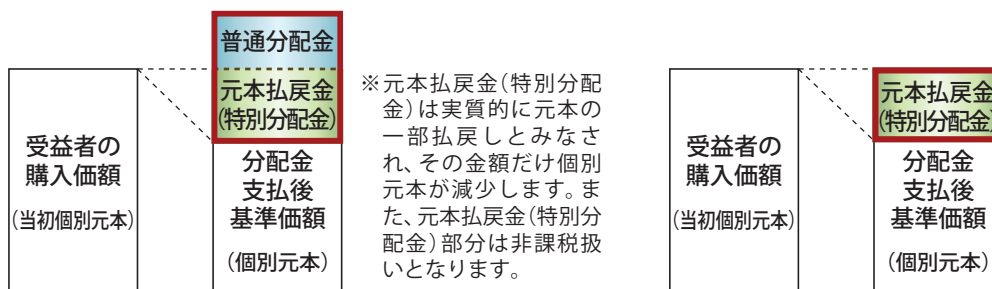 受益者の
購入価額
(当初個別元本)
普通分配金
元本払戻金
(特別分配金)
分配金
支払後
基準価額
(個別元本)
※元本払戻金(特別分配
金)は実質的に元本の
一部払戻しとみなさ
れ、その金額だけ個別
元本が減少します。ま
た、元本払戻金(特別分
配金)部分は非課税扱
いとなります。
受益者の
購入価額
(当初個別元本)
元本払戻金
(特別分配金)
分配金
支払後
基準価額
(個別元本)